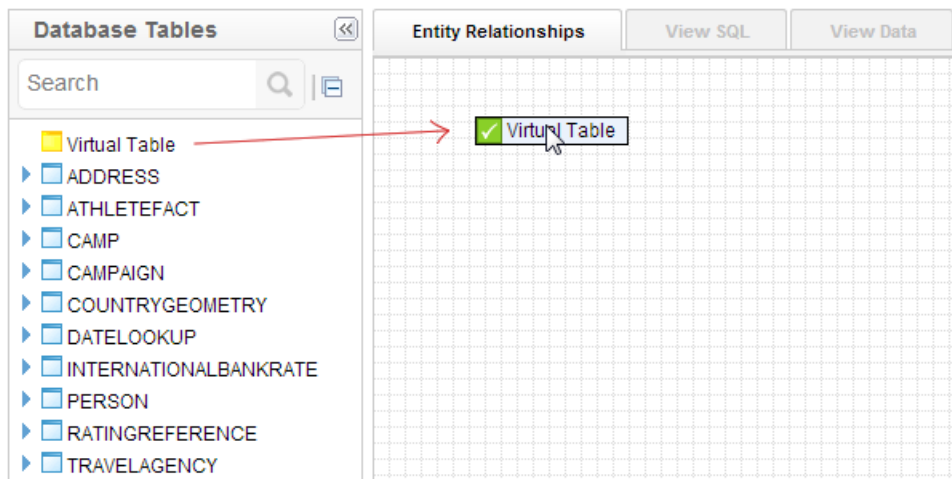 Database Tables
Entity Relationships
View SQL
View Data
Search
Virtual Table
Virtual Table
ADDRESS
ATHLETEFACT
CAMP
CAMPAIGN
COUNTRYGEOMETRY
DATELOOKUP
INTERNATIONALBANKRATE
PERSON
RATINGREFERENCE
TRAVELAGENCY